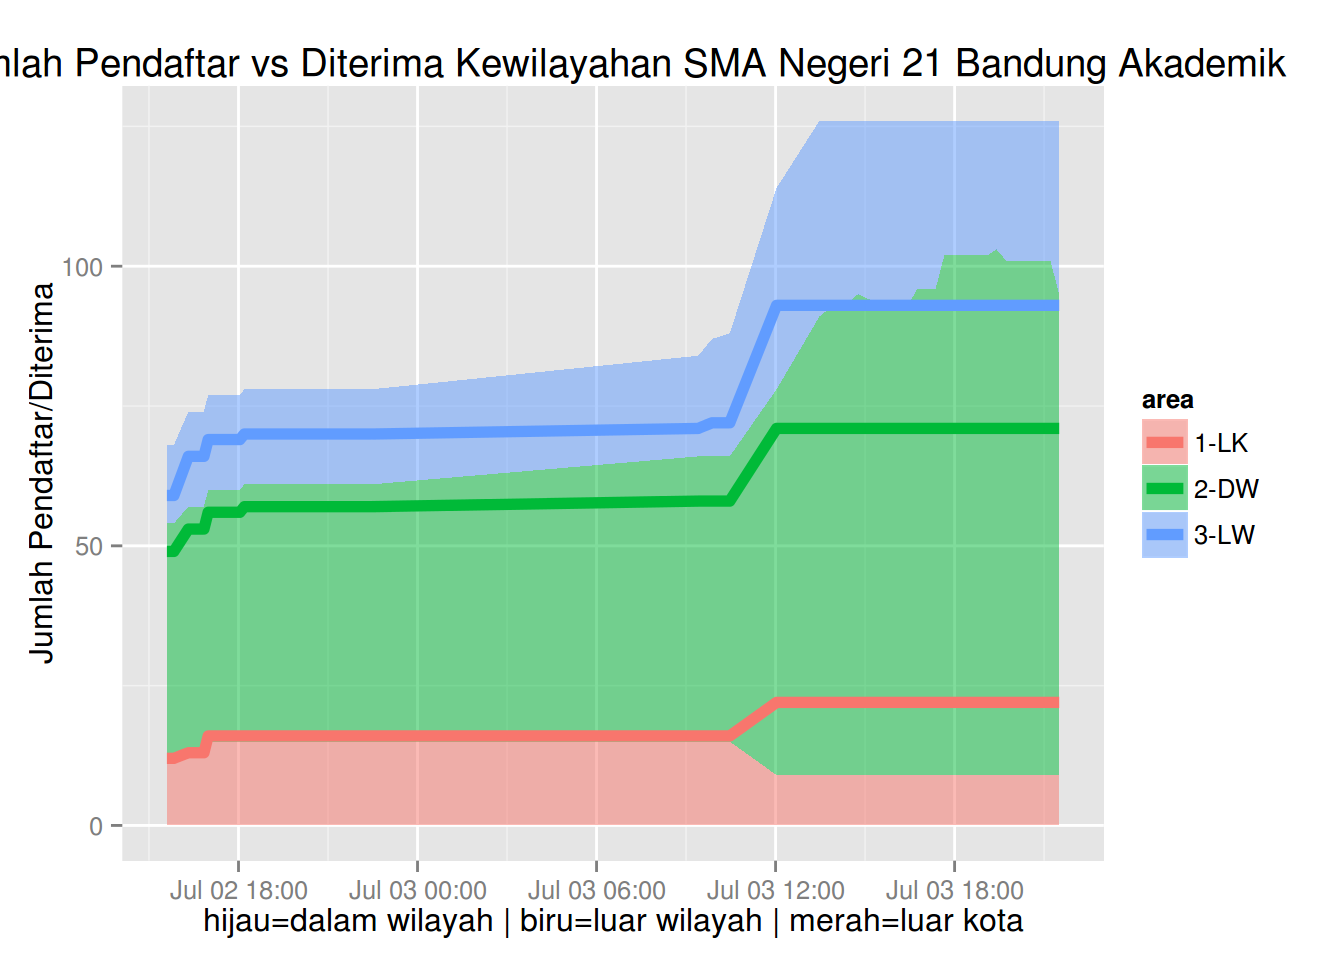 Pendaftar vs Diterima Kewilayahan SMA Negeri 21 Bandung Akademik
Jumlah Pendaftar/Diterima
100
50
0
Jul 02 18:00
Jul 03 00:00
Jul 03 06:00
Jul 03 12:00
Jul 03 18:00
hijau=dalam wilayah | biru=luar wilayah | merah=luar kota
area
1-LK
2-DW
3-LW